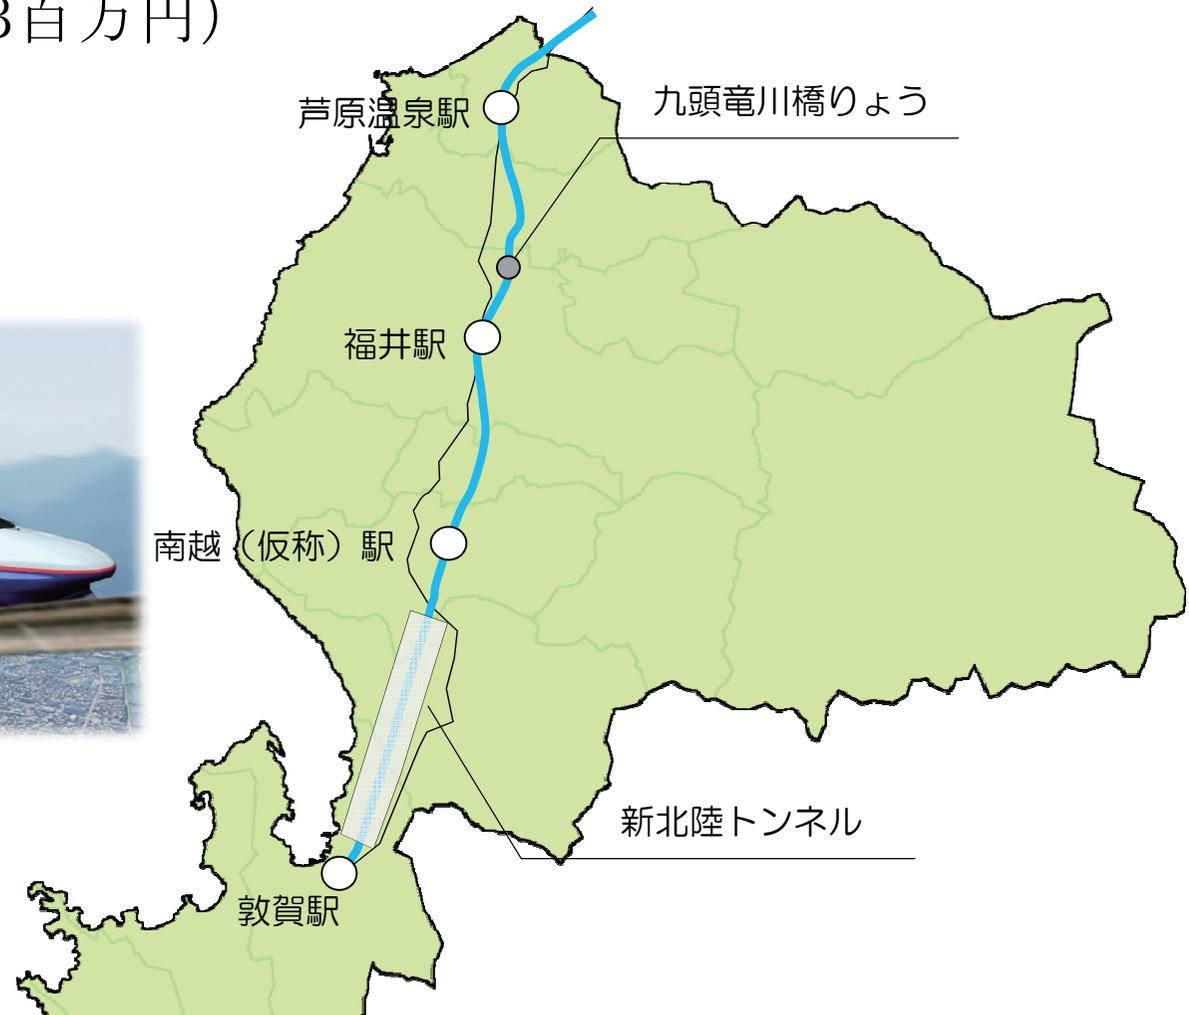 3百万円）
芦原温泉駅
九頭竜川橋りょう
福井駅
南越（仮称）駅
新北陸トンネル
敦賀駅